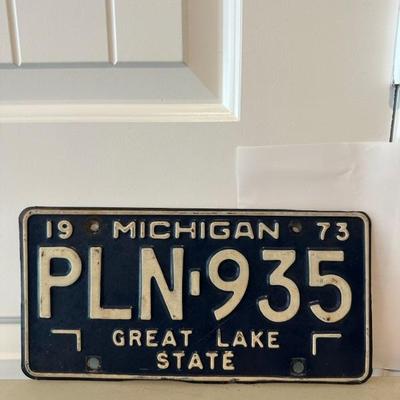 19 MICHIGAN 73
PLN-935
GREAT LAKE
STATE